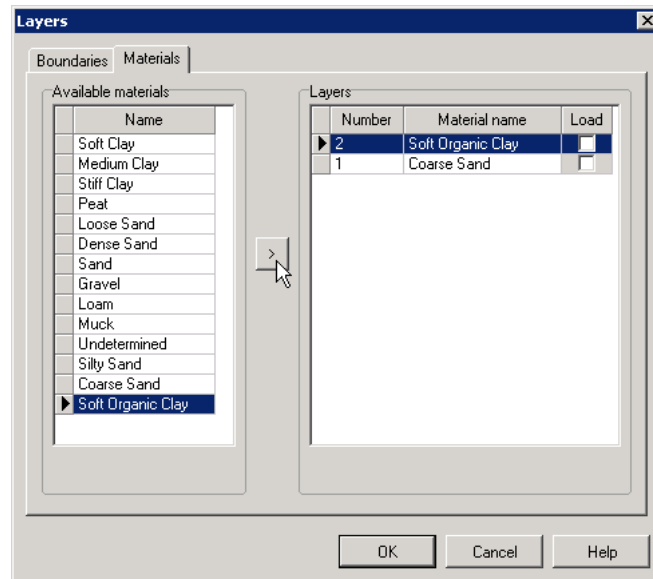 Layers
Boundaries Materials
Available materials
Name
Soft Clay
Medium Clay
Stiff Clay
Peat
Loose Sand
Dense Sand
Sand
Gravel
Loam
Muck
Undetermined
Silty Sand
Coarse Sand
Soft Organic Clay
>
Layers
Number Material name Load
2 Soft Organic Clay
1 Coarse Sand
OK Cancel Help